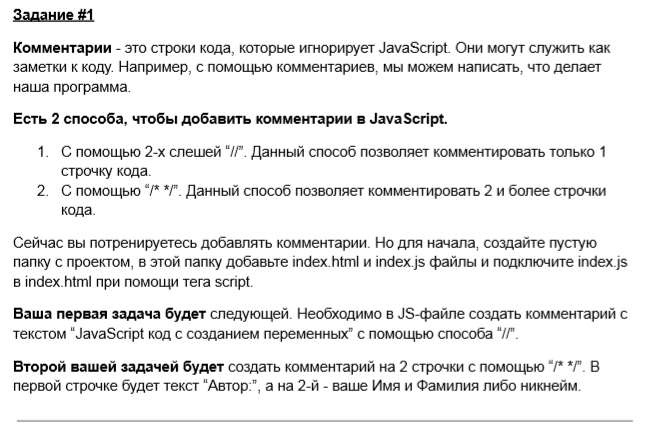 Задание #1
Комментарии - это строки кода, которые игнорирует JavaScript. Они могут служить как
заметки к коду. Например, с помощью комментариев, мы можем написать, что делает
наша программа.
Есть 2 способа, чтобы добавить комментарии в JavaScript.
1. С помощью 2-х слешей “//”. Данный способ позволяет комментировать только 1
строчку кода.
2. С помощью “/* */”. Данный способ позволяет комментировать 2 и более строчки
кода.
Сейчас вы потренируетесь добавлять комментарии. Но для начала, создайте пустую
папку с проектом, в этой папку добавьте index.html и index.js файлы и подключите index.js
в index.html при помощи тега script.
Ваша первая задача будет следующей. Необходимо в JS-файле создать комментарий с
текстом “JavaScript код с созданием переменных” с помощью способа “//”.
Второй вашей задачей будет создать комментарий на 2 строчки с помощью “/* */”. В
первой строчке будет текст “Автор:”, а на 2-й - ваше Имя и Фамилия либо никнейм.